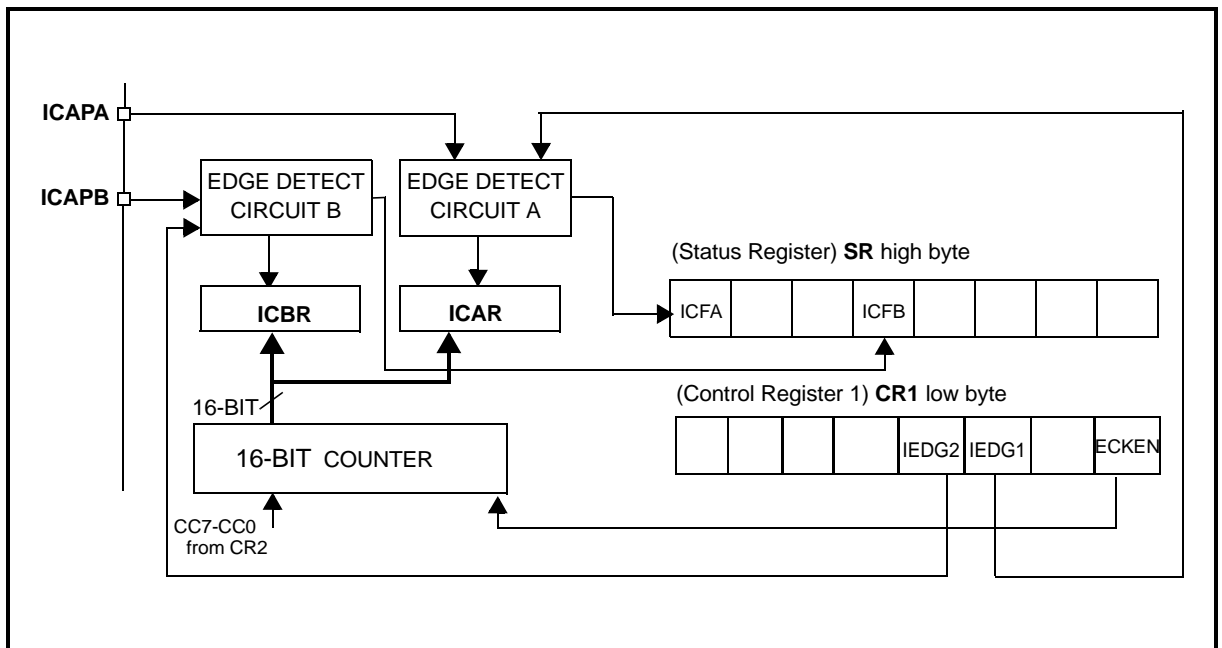 ICAPA
ICAPB
EDGE DETECT
CIRCUIT B
EDGE DETECT
CIRCUIT A
ICBR
ICAR
(Status Register) SR high byte
ICFA
ICFB
(Control Register 1) CR1 low byte
IEDG2
IEDG1
ECKEN
16-BIT
16-BIT COUNTER
CC7-CC0
from CR2